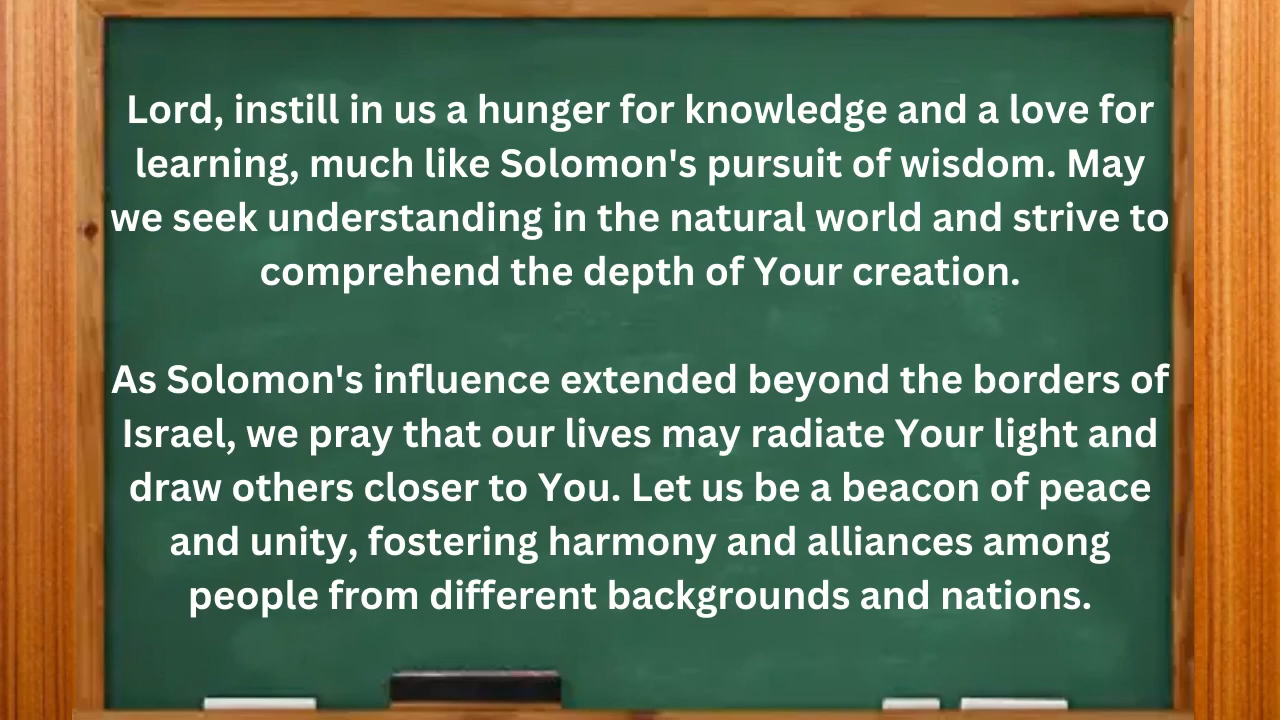 Lord, instill in us a hunger for knowledge and a love for
learning, much like Solomon's pursuit of wisdom. May
we seek understanding in the natural world and strive to
comprehend the depth of Your creation.
As Solomon's influence extended beyond the borders of
Israel, we pray that our lives may radiate Your light and
draw others closer to You. Let us be a beacon of peace
and unity, fostering harmony and alliances among
people from different backgrounds and nations.